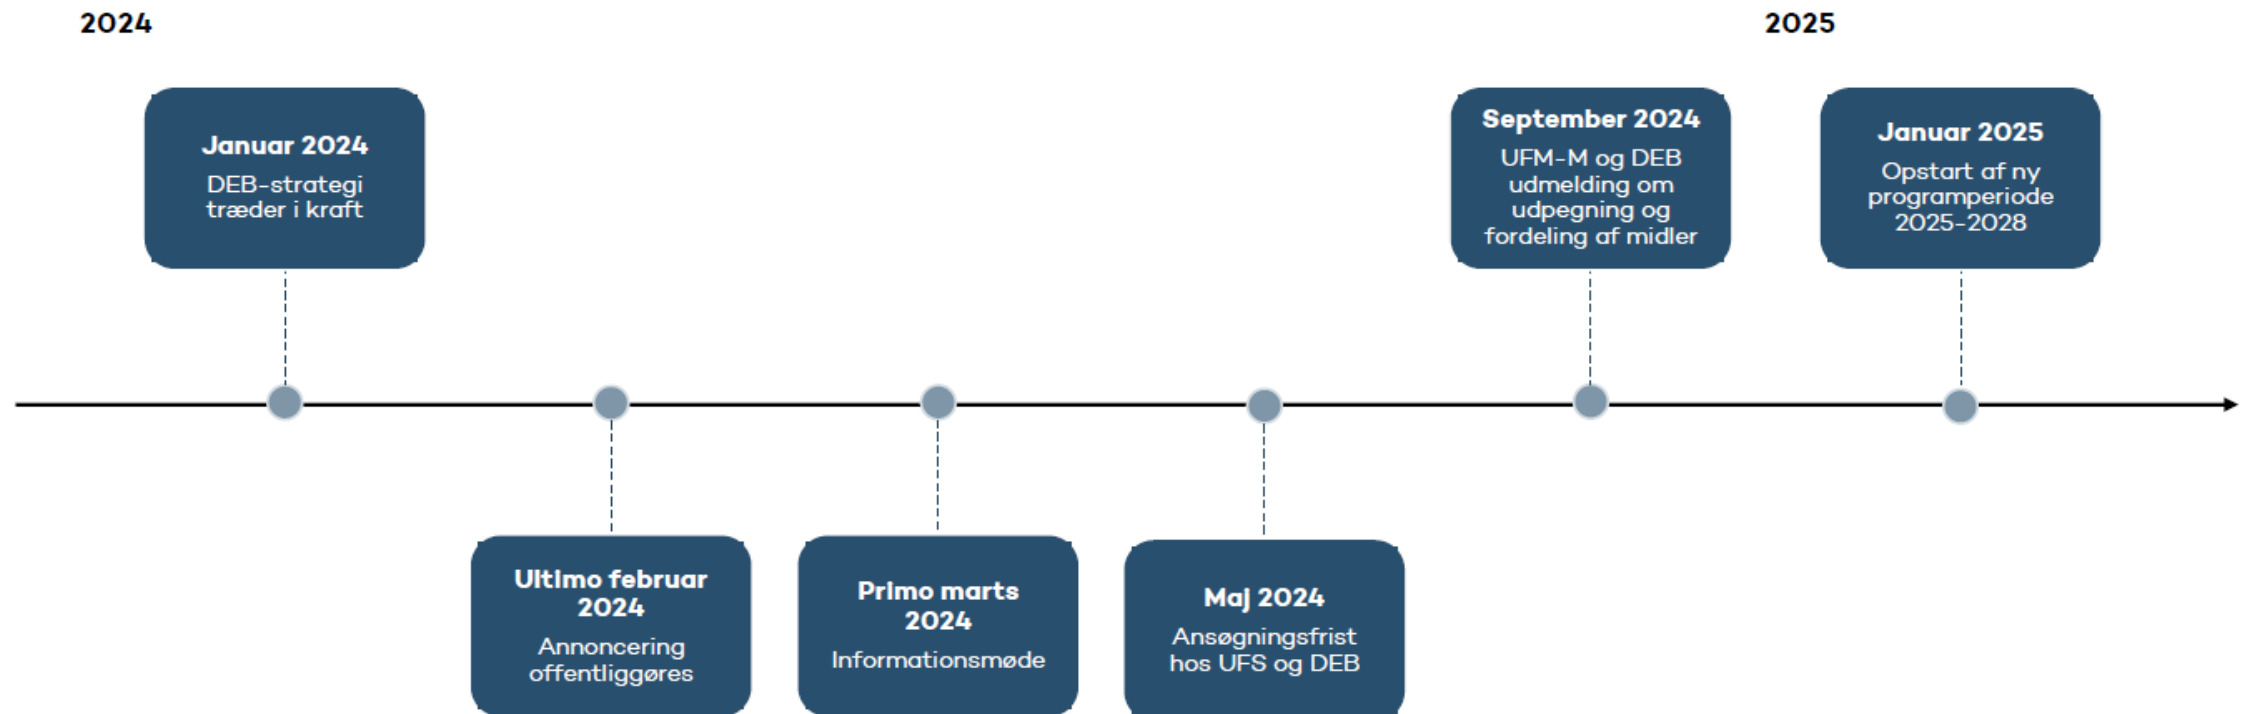 2024
2025
Januar 2024
DEB-strategi
træder i kraft
September 2024
UFM-M og DEB
udmelding om
udpegning og
fordeling af midler
Januar 2025
Opstart af ny
programperiode
2025-2028
Ultimo februar
2024
Annoncering
offentliggøres
Primo marts
2024
Informationsmøde
Maj 2024
Ansøgningsfrist
hos UFS og DEB